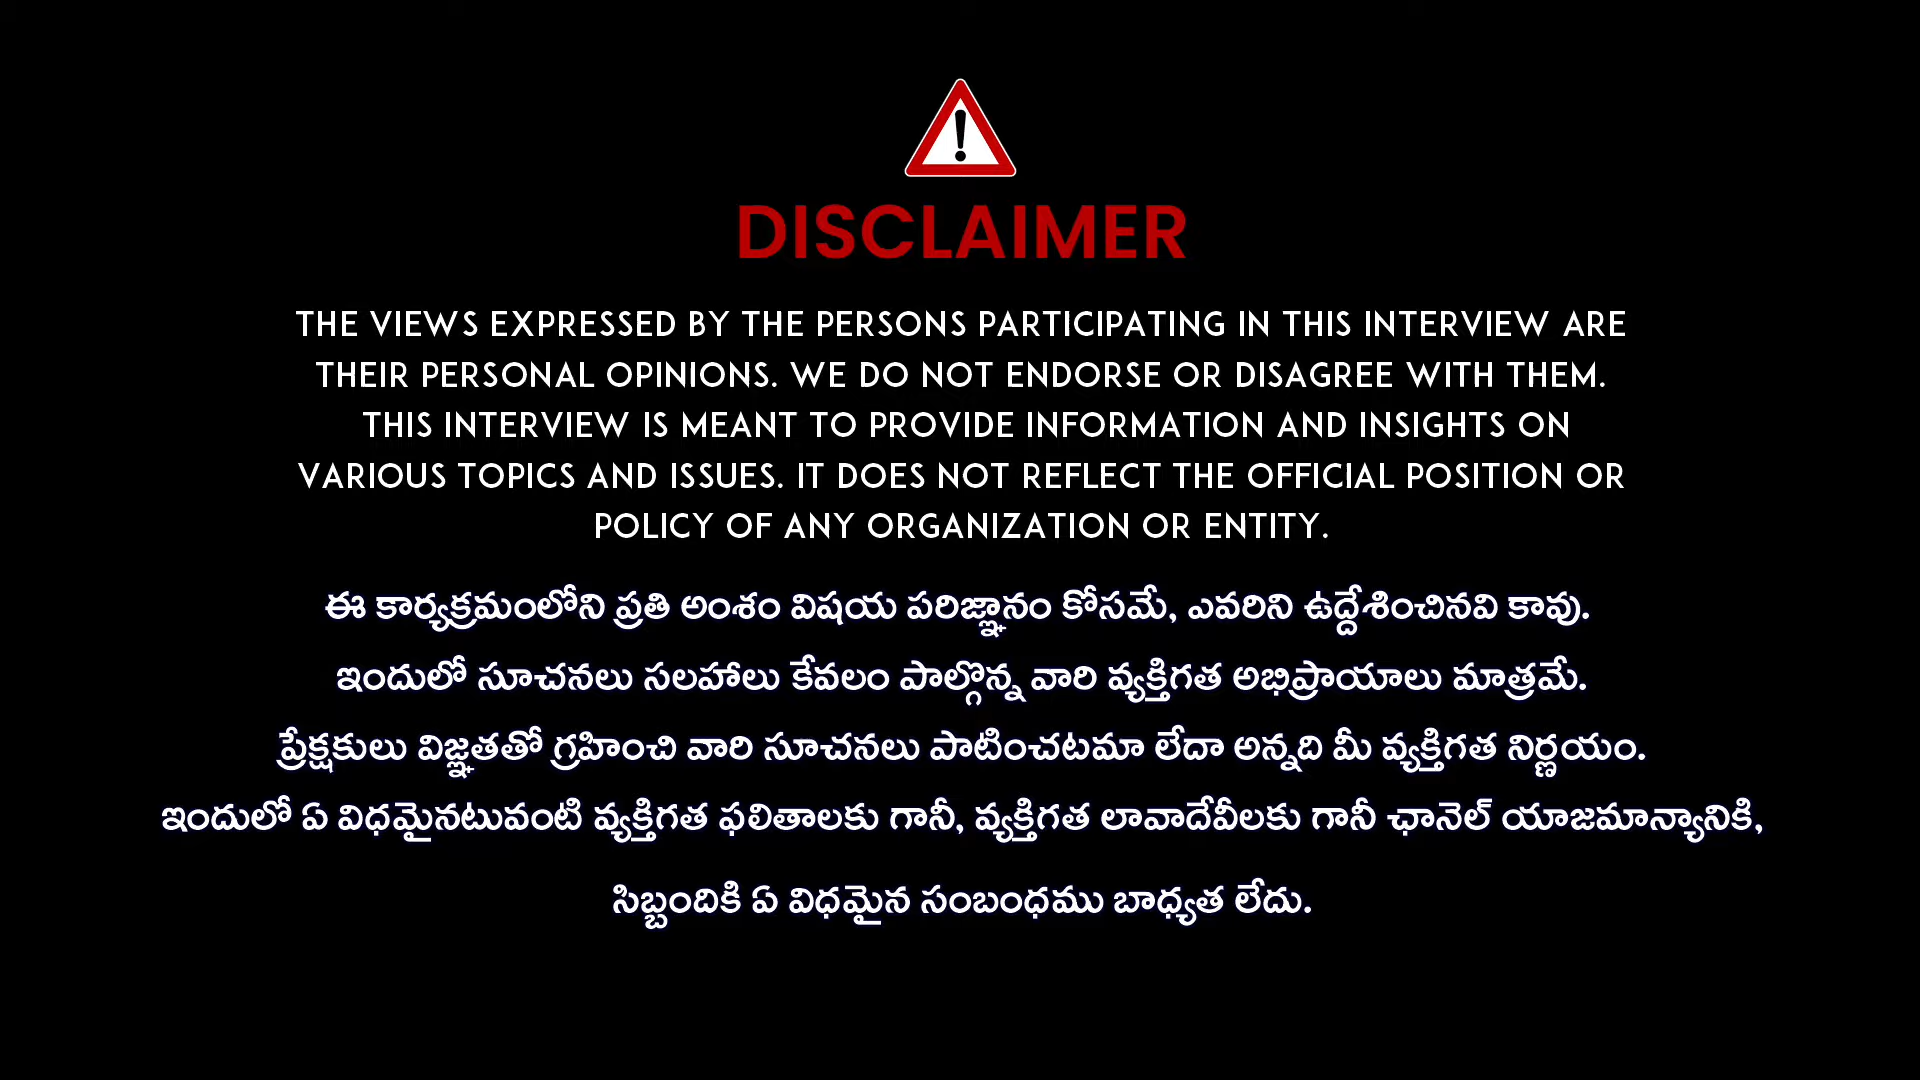 DISCLAIMER
THE VIEWS EXPRESSED BY THE PERSONS PARTICIPATING IN THIS INTERVIEW ARE
THEIR PERSONAL OPINIONS. WE DO NOT ENDORSE OR DISAGREE WITH THEM.
THIS INTERVIEW IS MEANT TO PROVIDE INFORMATION AND INSIGHTS ON
VARIOUS TOPICS AND ISSUES. IT DOES NOT REFLECT THE OFFICIAL POSITION OR
POLICY OF ANY ORGANIZATION OR ENTITY.
ఈ కార్యక్రమంలోని ప్రతి అంశం విషయ పరిజ్ఞానం కోసమే, ఎవరిని ఉద్దేశించినవి కావు.
ఇందులో సూచనలు సలహాలు కేవలం పాల్గొన్న వారి వ్యక్తిగత అభిప్రాయాలు మాత్రమే.
ప్రేక్షకులు విజ్ఞతతో గ్రహించి వారి సూచనలు పాటించటమా లేదా అన్నది మీ వ్యక్తిగత నిర్ణయం.
ఇందులో ఏ విధమైనటువంటి వ్యక్తిగత ఫలితాలకు గానీ, వ్యక్తిగత లావాదేవీలకు గానీ ఛానెల్ యాజమాన్యానికి,
సిబ్బందికి ఏ విధమైన సంబంధము బాధ్యత లేదు.